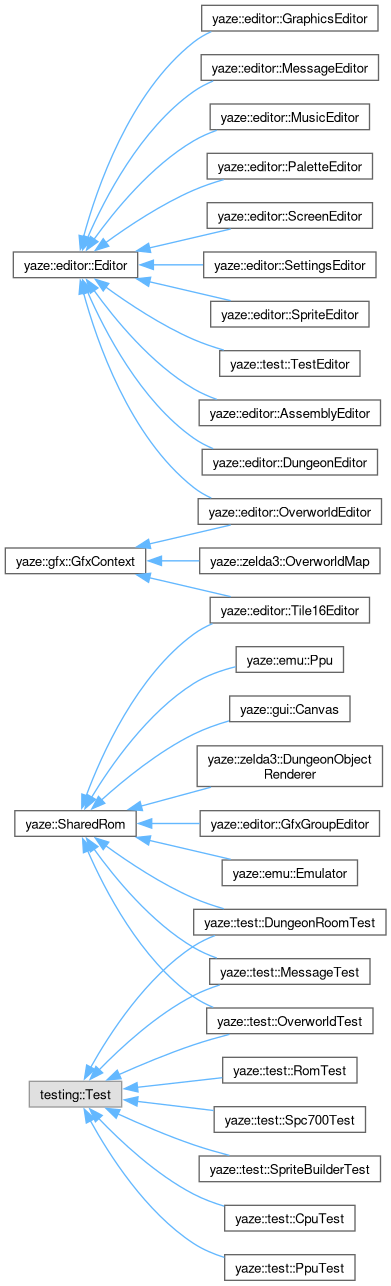 yaze::editor::GraphicsEditor
yaze::editor::MessageEditor
yaze::editor::MusicEditor
yaze::editor::PaletteEditor
yaze::editor::ScreenEditor
yaze::editor::Editor
yaze::editor::SettingsEditor
yaze::editor::SpriteEditor
yaze::test::TestEditor
yaze::editor::AssemblyEditor
yaze::editor::DungeonEditor
yaze::editor::OverworldEditor
yaze::gfx::GfxContext
yaze::zelda3::OverworldMap
yaze::editor::Tile16Editor
yaze::emu::Ppu
yaze::gui::Canvas
yaze::zelda3::DungeonObject
Renderer
yaze::SharedRom
yaze::editor::GfxGroupEditor
yaze::emu::Emulator
yaze::test::DungeonRoomTest
yaze::test::MessageTest
yaze::test::OverworldTest
yaze::test::RomTest
testing::Test
yaze::test::Spc700Test
yaze::test::SpriteBuilderTest
yaze::test::CpuTest
yaze::test::PpuTest